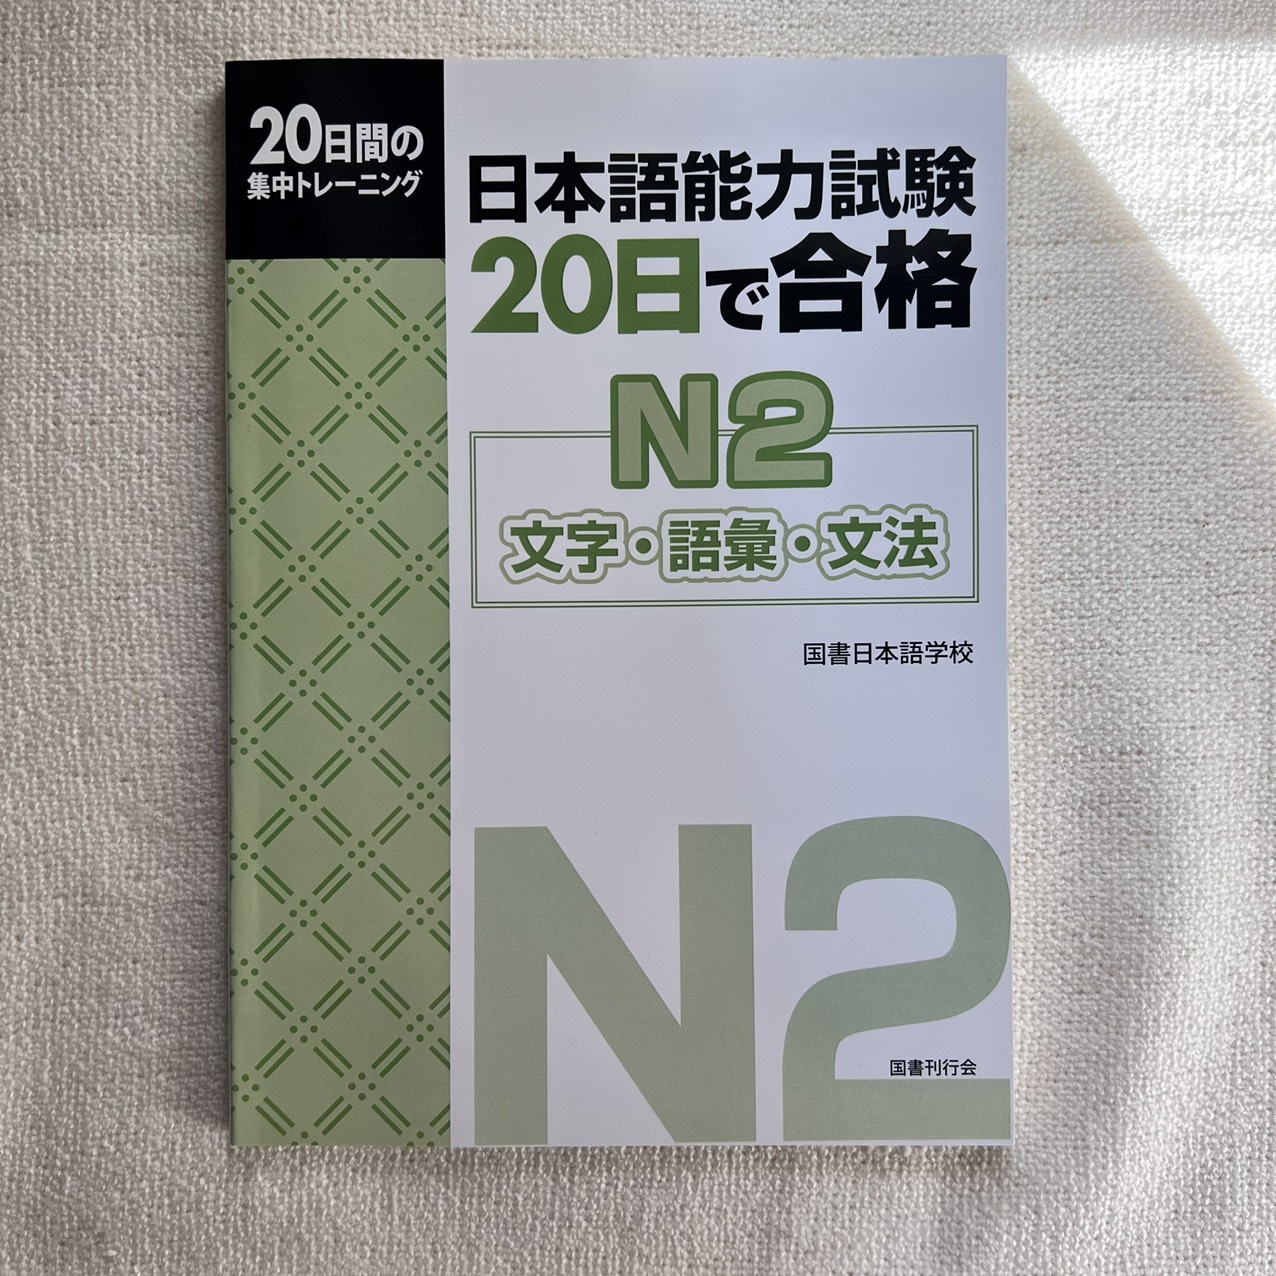 20日間の
集中トレーニング
日本語能力試験
20日で合格
N2
文字・語彙・文法
国書日本語学校
N2
国書刊行会